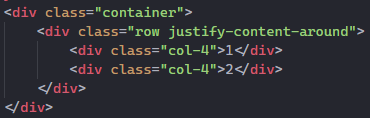 <div class="container">
    <div class="row justify-content-around">
        <div class="col-4">1</div>
        <div class="col-4">2</div>
    </div>
</div>